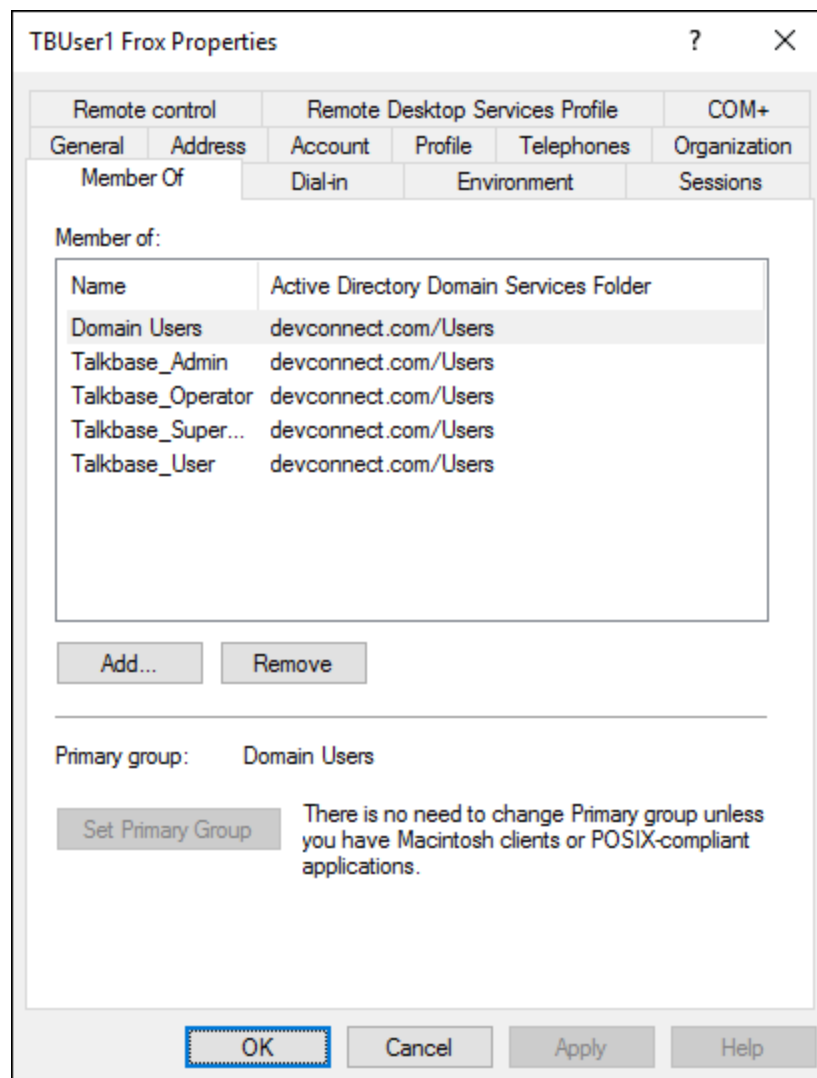 TBUser1 Frox Properties ? ×
Remote control Remote Desktop Services Profile COM+
General Address Account Profile Telephones Organization
Member Of Dial-in Environment Sessions
Member of:
Name Active Directory Domain Services Folder
Domain Users devconnect.com/Users
Talkbase_Admin devconnect.com/Users
Talkbase_Operator devconnect.com/Users
Talkbase_Super... devconnect.com/Users
Talkbase_User devconnect.com/Users
Add... Remove
Primary group: Domain Users
Set Primary Group
There is no need to change Primary group unless
you have Macintosh clients or POSIX-compliant
applications.
OK Cancel Apply Help